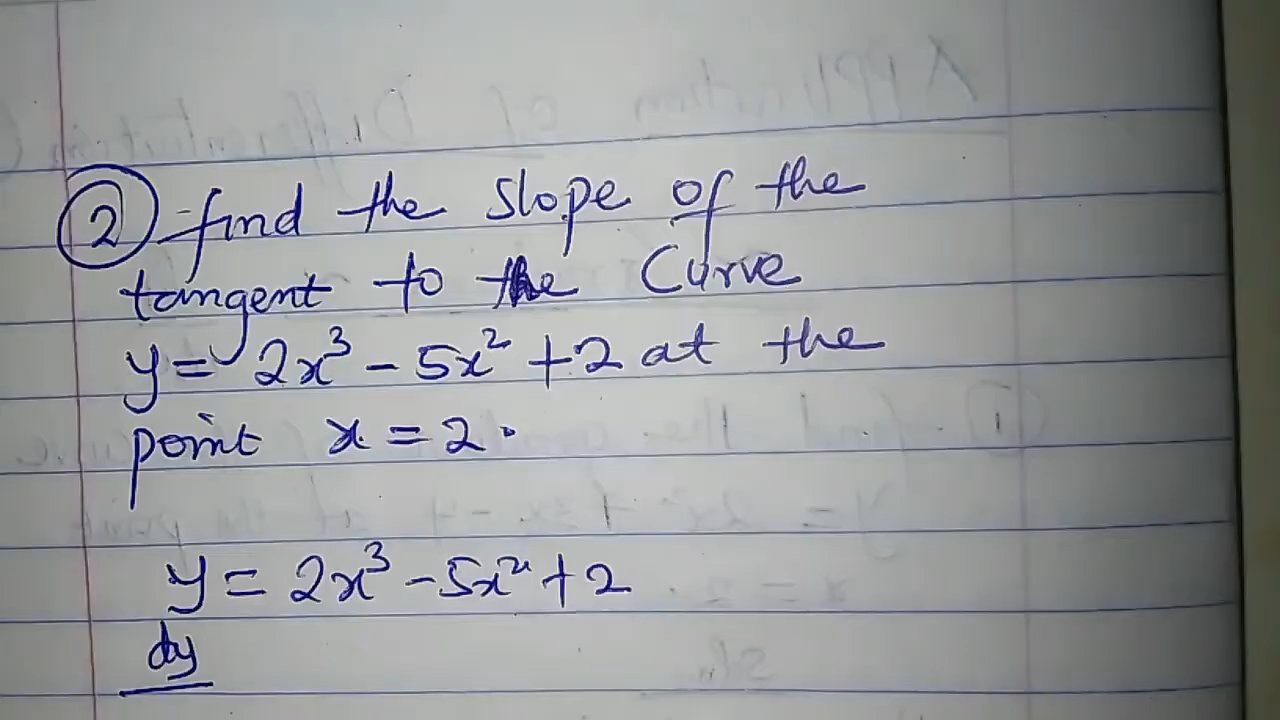 ② find the slope of the
tangent to the Curve
y = 2x³ - 5x² + 2 at the
point x = 2.
y = 2x³ - 5x² + 2
dy